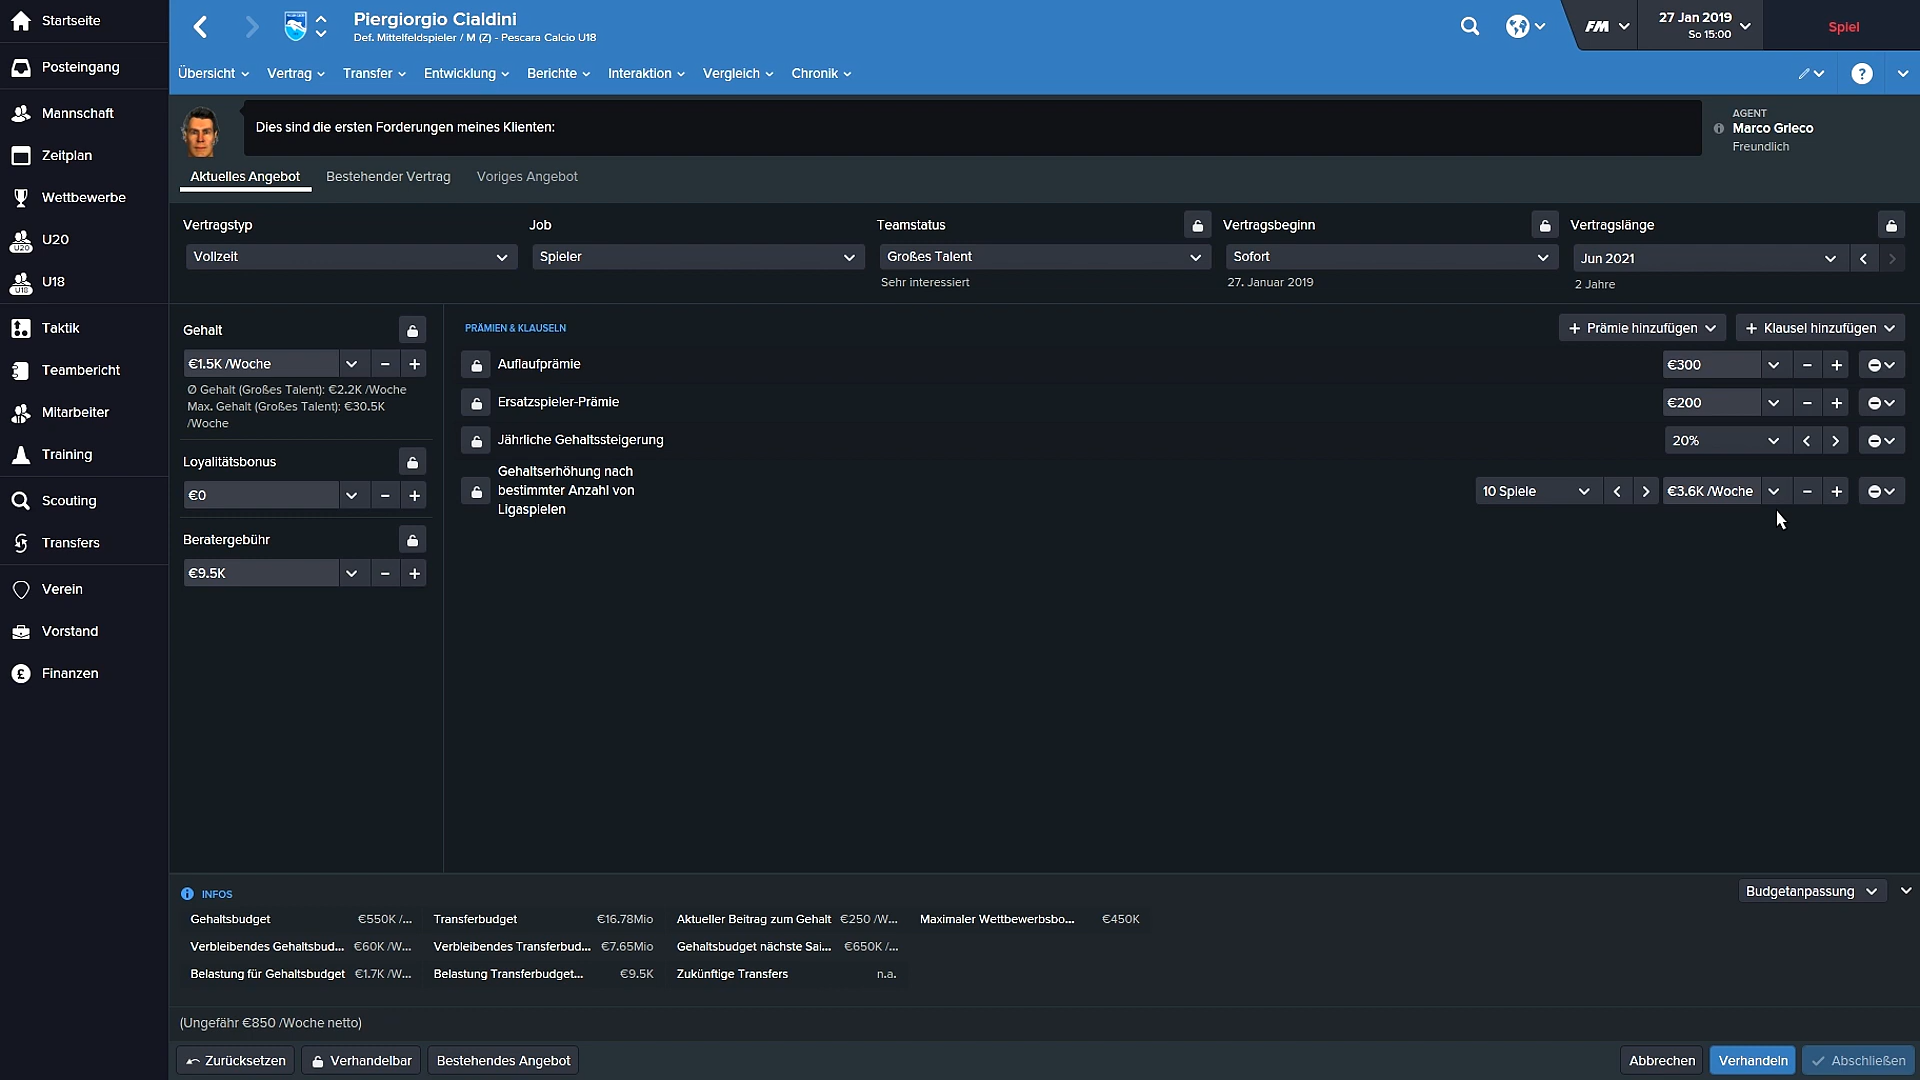 Startseite
Posteingang
Mannschaft
Zeitplan
Wettbewerbe
U20
U20
U18
U18
Taktik
Teambericht
Mitarbeiter
Training
Scouting
Transfers
Verein
Vorstand
Finanzen
Piergiorgio Cialdini
Def. Mittelfeldspieler / M (Z) - Pescara Calcio U18
FM
27 Jan 2019
So 15:00
Spiel
Übersicht
Vertrag
Transfer
Entwicklung
Berichte
Interaktion
Vergleich
Chronik
Dies sind die ersten Forderungen meines Klienten:
AGENT
Marco Grieco
Freundlich
Aktuelles Angebot
Bestehender Vertrag
Voriges Angebot
Vertragstyp
Vollzeit
Job
Spieler
Teamstatus
Großes Talent
Sehr interessiert
Vertragsbeginn
Sofort
27. Januar 2019
Vertragslänge
Jun 2021
2 Jahre
Gehalt
€1.5K /Woche
Ø Gehalt (Großes Talent): €2.2K /Woche
Max. Gehalt (Großes Talent): €30.5K
/Woche
Loyalitätsbonus
€0
Beratergebühr
€9.5K
PRÄMIEN & KLAUSELN
+ Prämie hinzufügen
+ Klausel hinzufügen
Auflaufprämie
€300
Ersatzspieler-Prämie
€200
Jährliche Gehaltssteigerung
20%
Gehaltserhöhung nach
bestimmter Anzahl von
Ligaspielen
10 Spiele
€3.6K /Woche
INFOS
Budgetanpassung
Gehaltsbudget €550K /...
Transferbudget €16.78Mio
Aktueller Beitrag zum Gehalt €250 /W...
Maximaler Wettbewerbsbo... €450K
Verbleibendes Gehaltsbud... €60K /W...
Verbleibendes Transferbud... €7.65Mio
Gehaltsbudget nächste Sai... €650K /...
Belastung für Gehaltsbudget €1.7K /W...
Belastung Transferbudget... €9.5K
Zukünftige Transfers n.a.
(Ungefähr €850 /Woche netto)
Zurücksetzen
Verhandelbar
Bestehendes Angebot
Abbrechen
Verhandeln
Abschließen